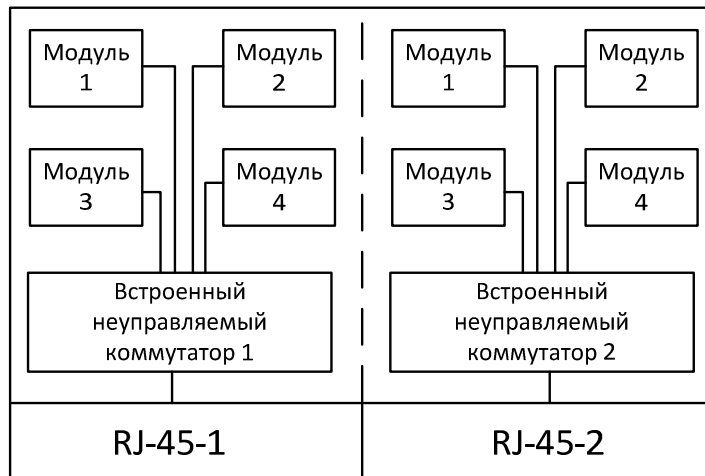 Модуль
1
Модуль
2
Модуль
3
Модуль
4
Встроенный
неуправляемый
коммутатор 1
RJ-45-1
Модуль
1
Модуль
2
Модуль
3
Модуль
4
Встроенный
неуправляемый
коммутатор 2
RJ-45-2